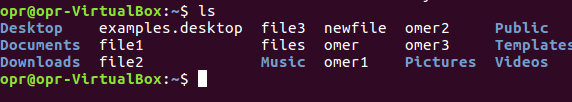 opr@opr-VirtualBox:~$ ls
Desktop examples.desktop file3 newfile omer2 Public
Documents file1 files omer omer3 Templates
Downloads file2 Music omer1 Pictures Videos
opr@opr-VirtualBox:~$